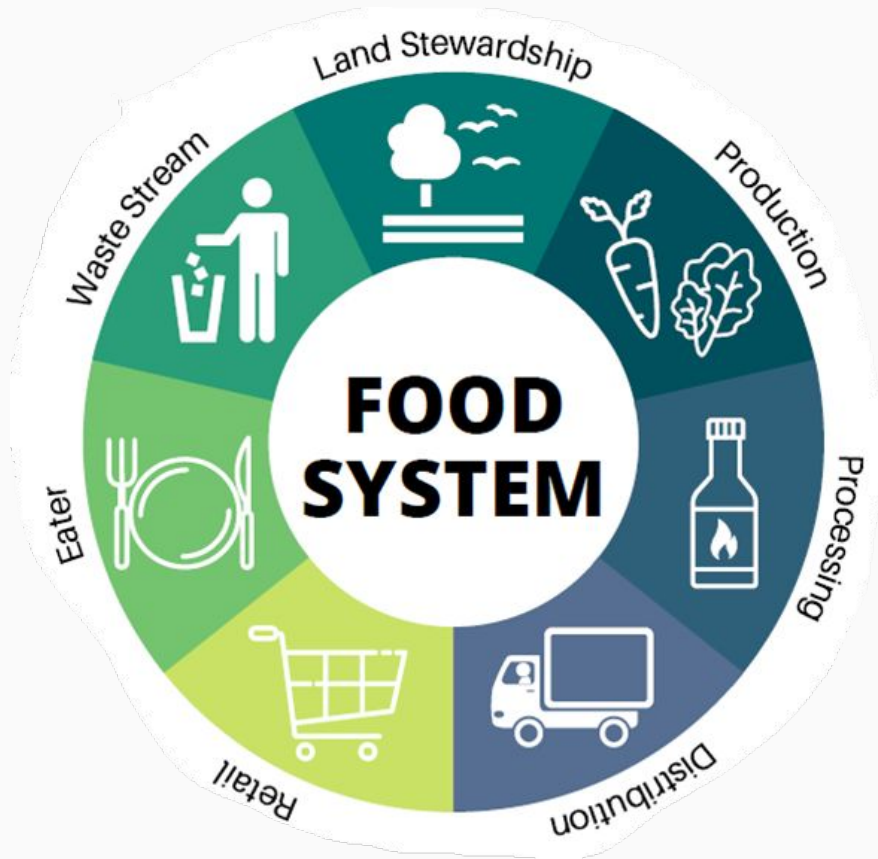 Land Stewardship
Production
Processing
Distribution
Retail
Eater
Waste Stream
FOOD
SYSTEM